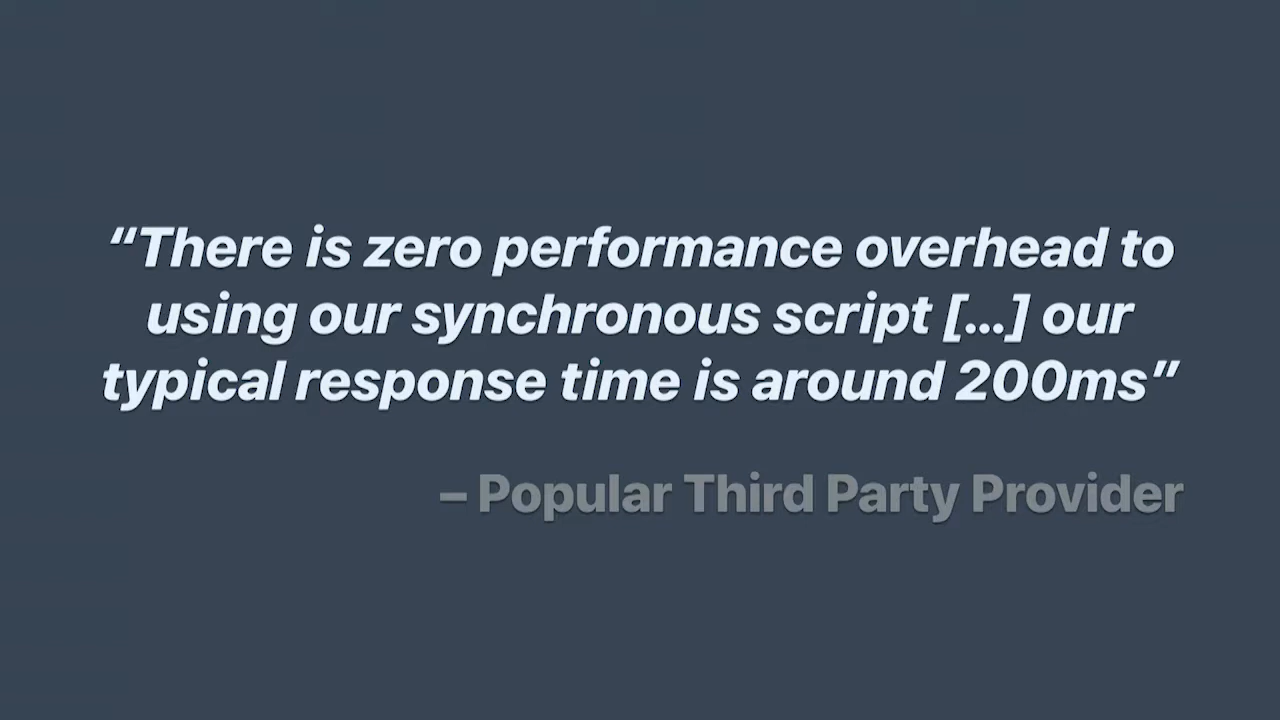 “There is zero performance overhead to
using our synchronous script […] our
typical response time is around 200ms”
– Popular Third Party Provider